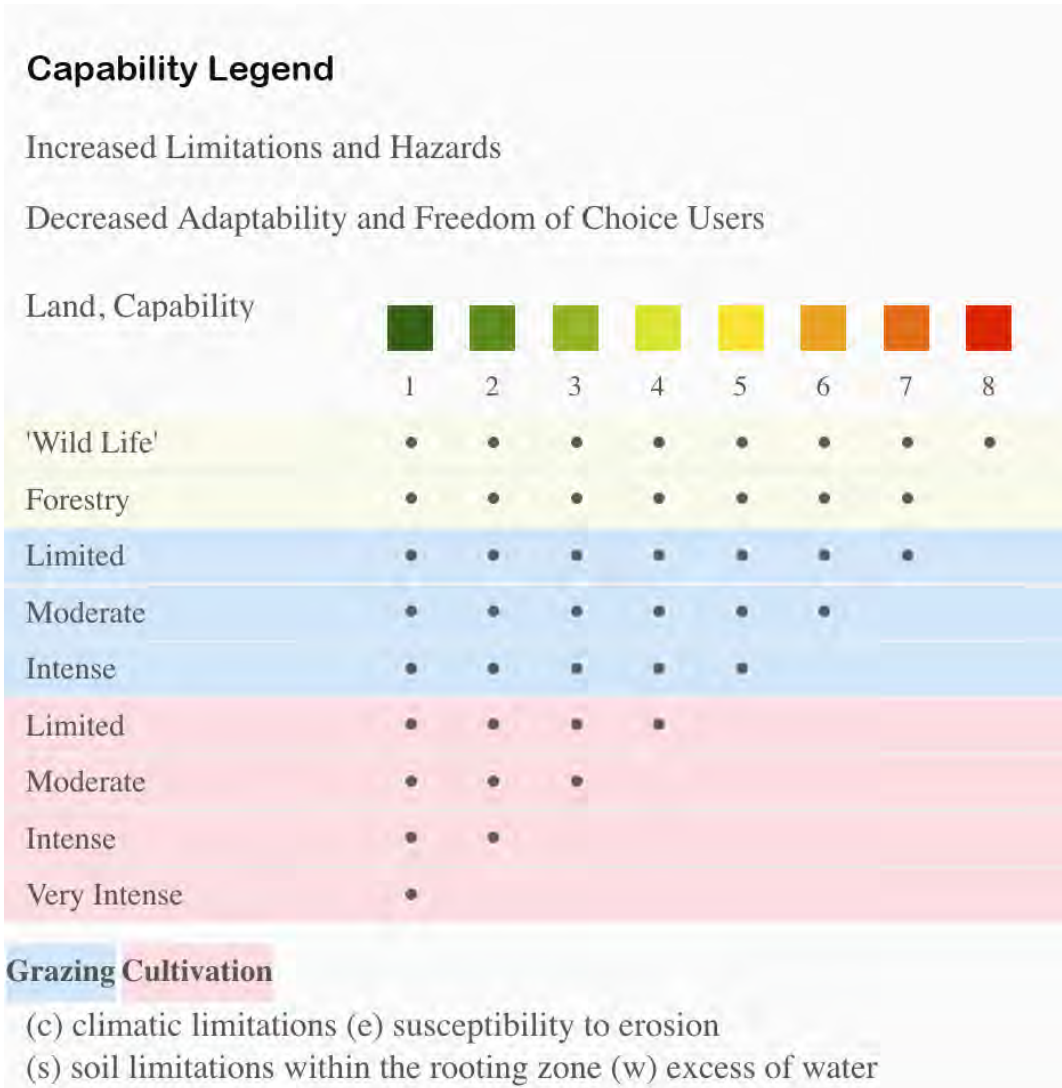 Capability Legend
Increased Limitations and Hazards
Decreased Adaptability and Freedom of Choice Users
Land, Capability
1 2 3 4 5 6 7 8
'Wild Life' • • • • • • • •
Forestry • • • • • • •
Limited • • • • • • •
Moderate • • • • • •
Intense • • • • •
Limited • • • •
Moderate • • •
Intense • •
Very Intense •
Grazing Cultivation
(c) climatic limitations (e) susceptibility to erosion
(s) soil limitations within the rooting zone (w) excess of water